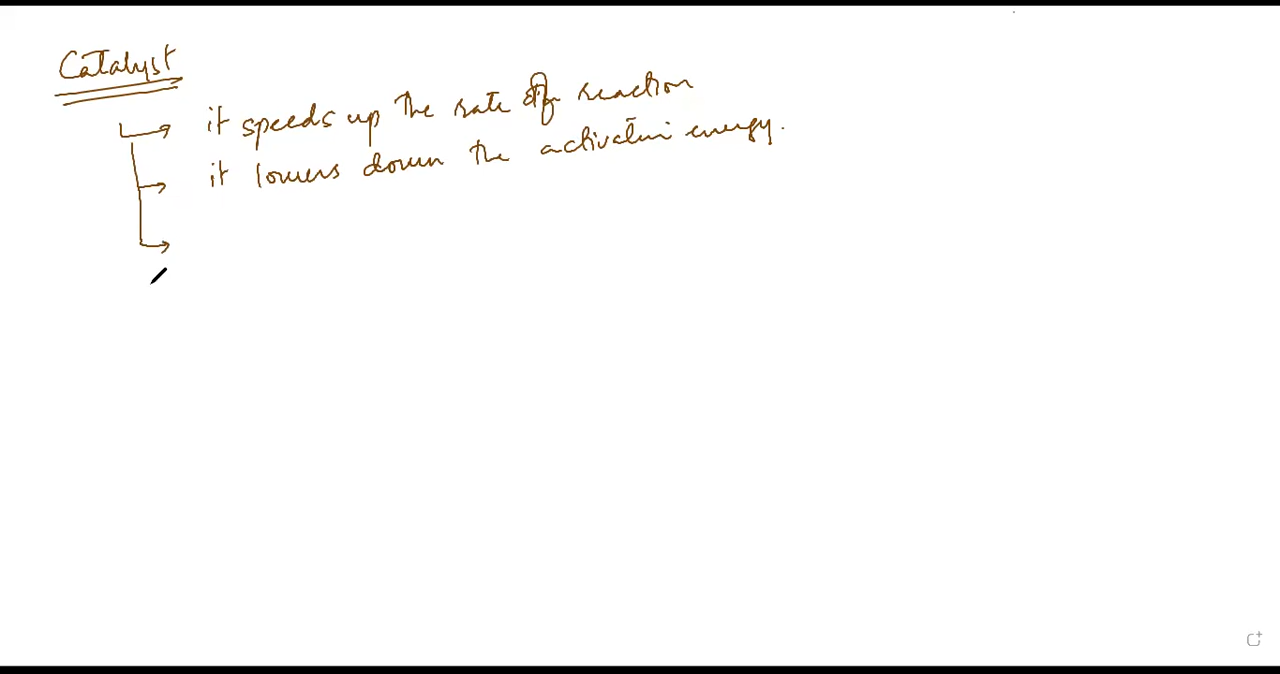 Catalyst
it speeds up the rate of reaction
it lowers down the activation energy.